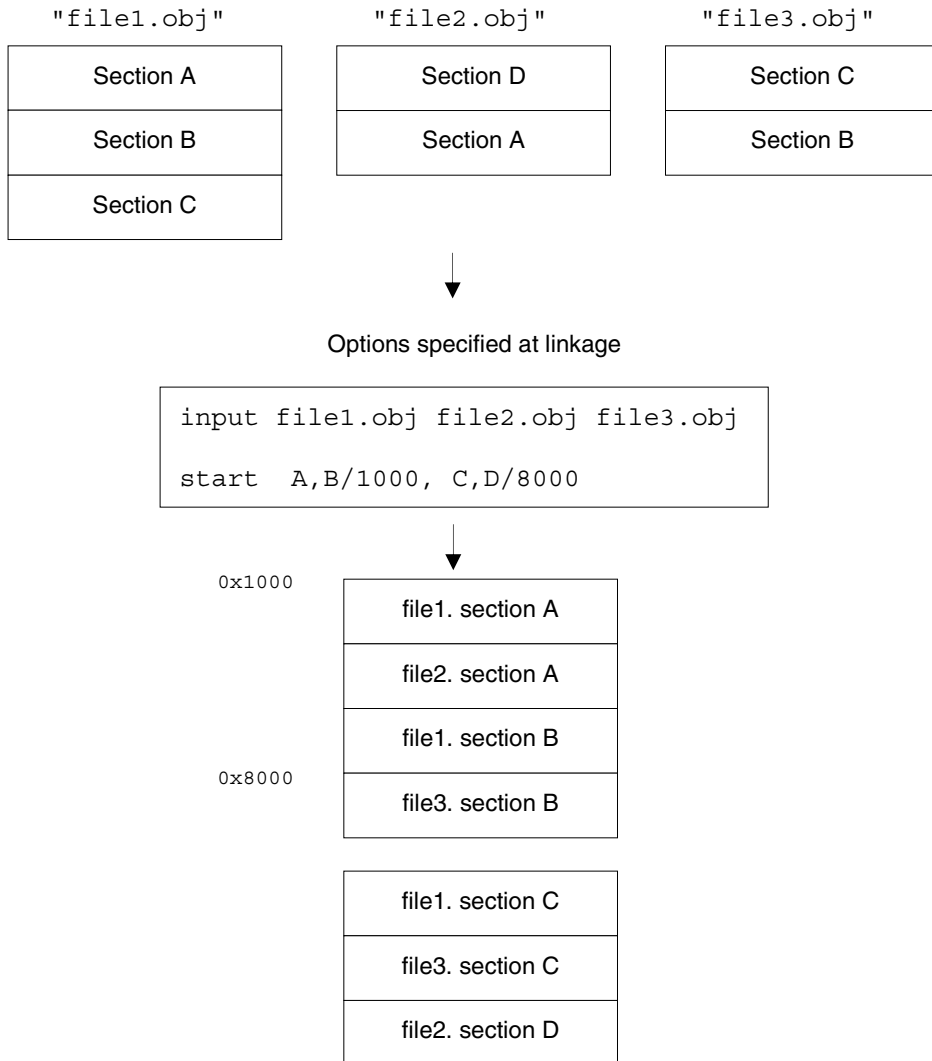 "file1.obj" "file2.obj" "file3.obj"
Section A Section D Section C
Section B Section A Section B
Section C
Options specified at linkage
input file1.obj file2.obj file3.obj
start A,B/1000, C,D/8000
0x1000
file1. section A
file2. section A
file1. section B
0x8000
file3. section B
file1. section C
file3. section C
file2. section D